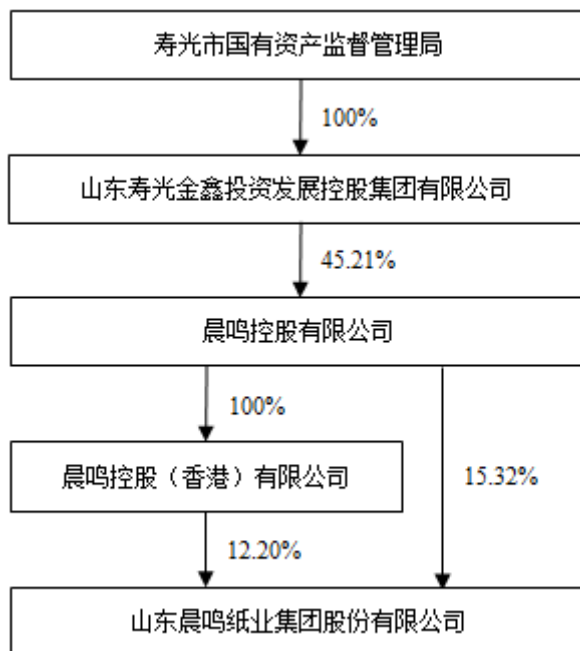 寿光市国有资产监督管理局
100%
山东寿光金鑫投资发展控股集团有限公司
45.21%
晨鸣控股有限公司
100%
晨鸣控股（香港）有限公司
15.32%
12.20%
山东晨鸣纸业集团股份有限公司